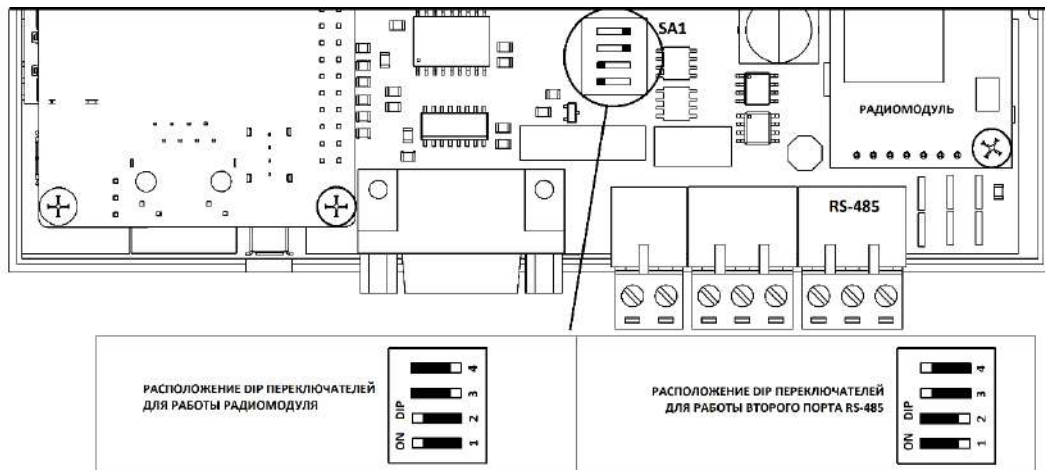 SA1
РАДИОМОДУЛЬ
RS-485
РАСПОЛОЖЕНИЕ DIP ПЕРЕКЛЮЧАТЕЛЕЙ
ДЛЯ РАБОТЫ РАДИОМОДУЛЯ
ON DIP
1 2 3 4
РАСПОЛОЖЕНИЕ DIP ПЕРЕКЛЮЧАТЕЛЕЙ
ДЛЯ РАБОТЫ ВТОРОГО ПОРТА RS-485
ON DIP
1 2 3 4